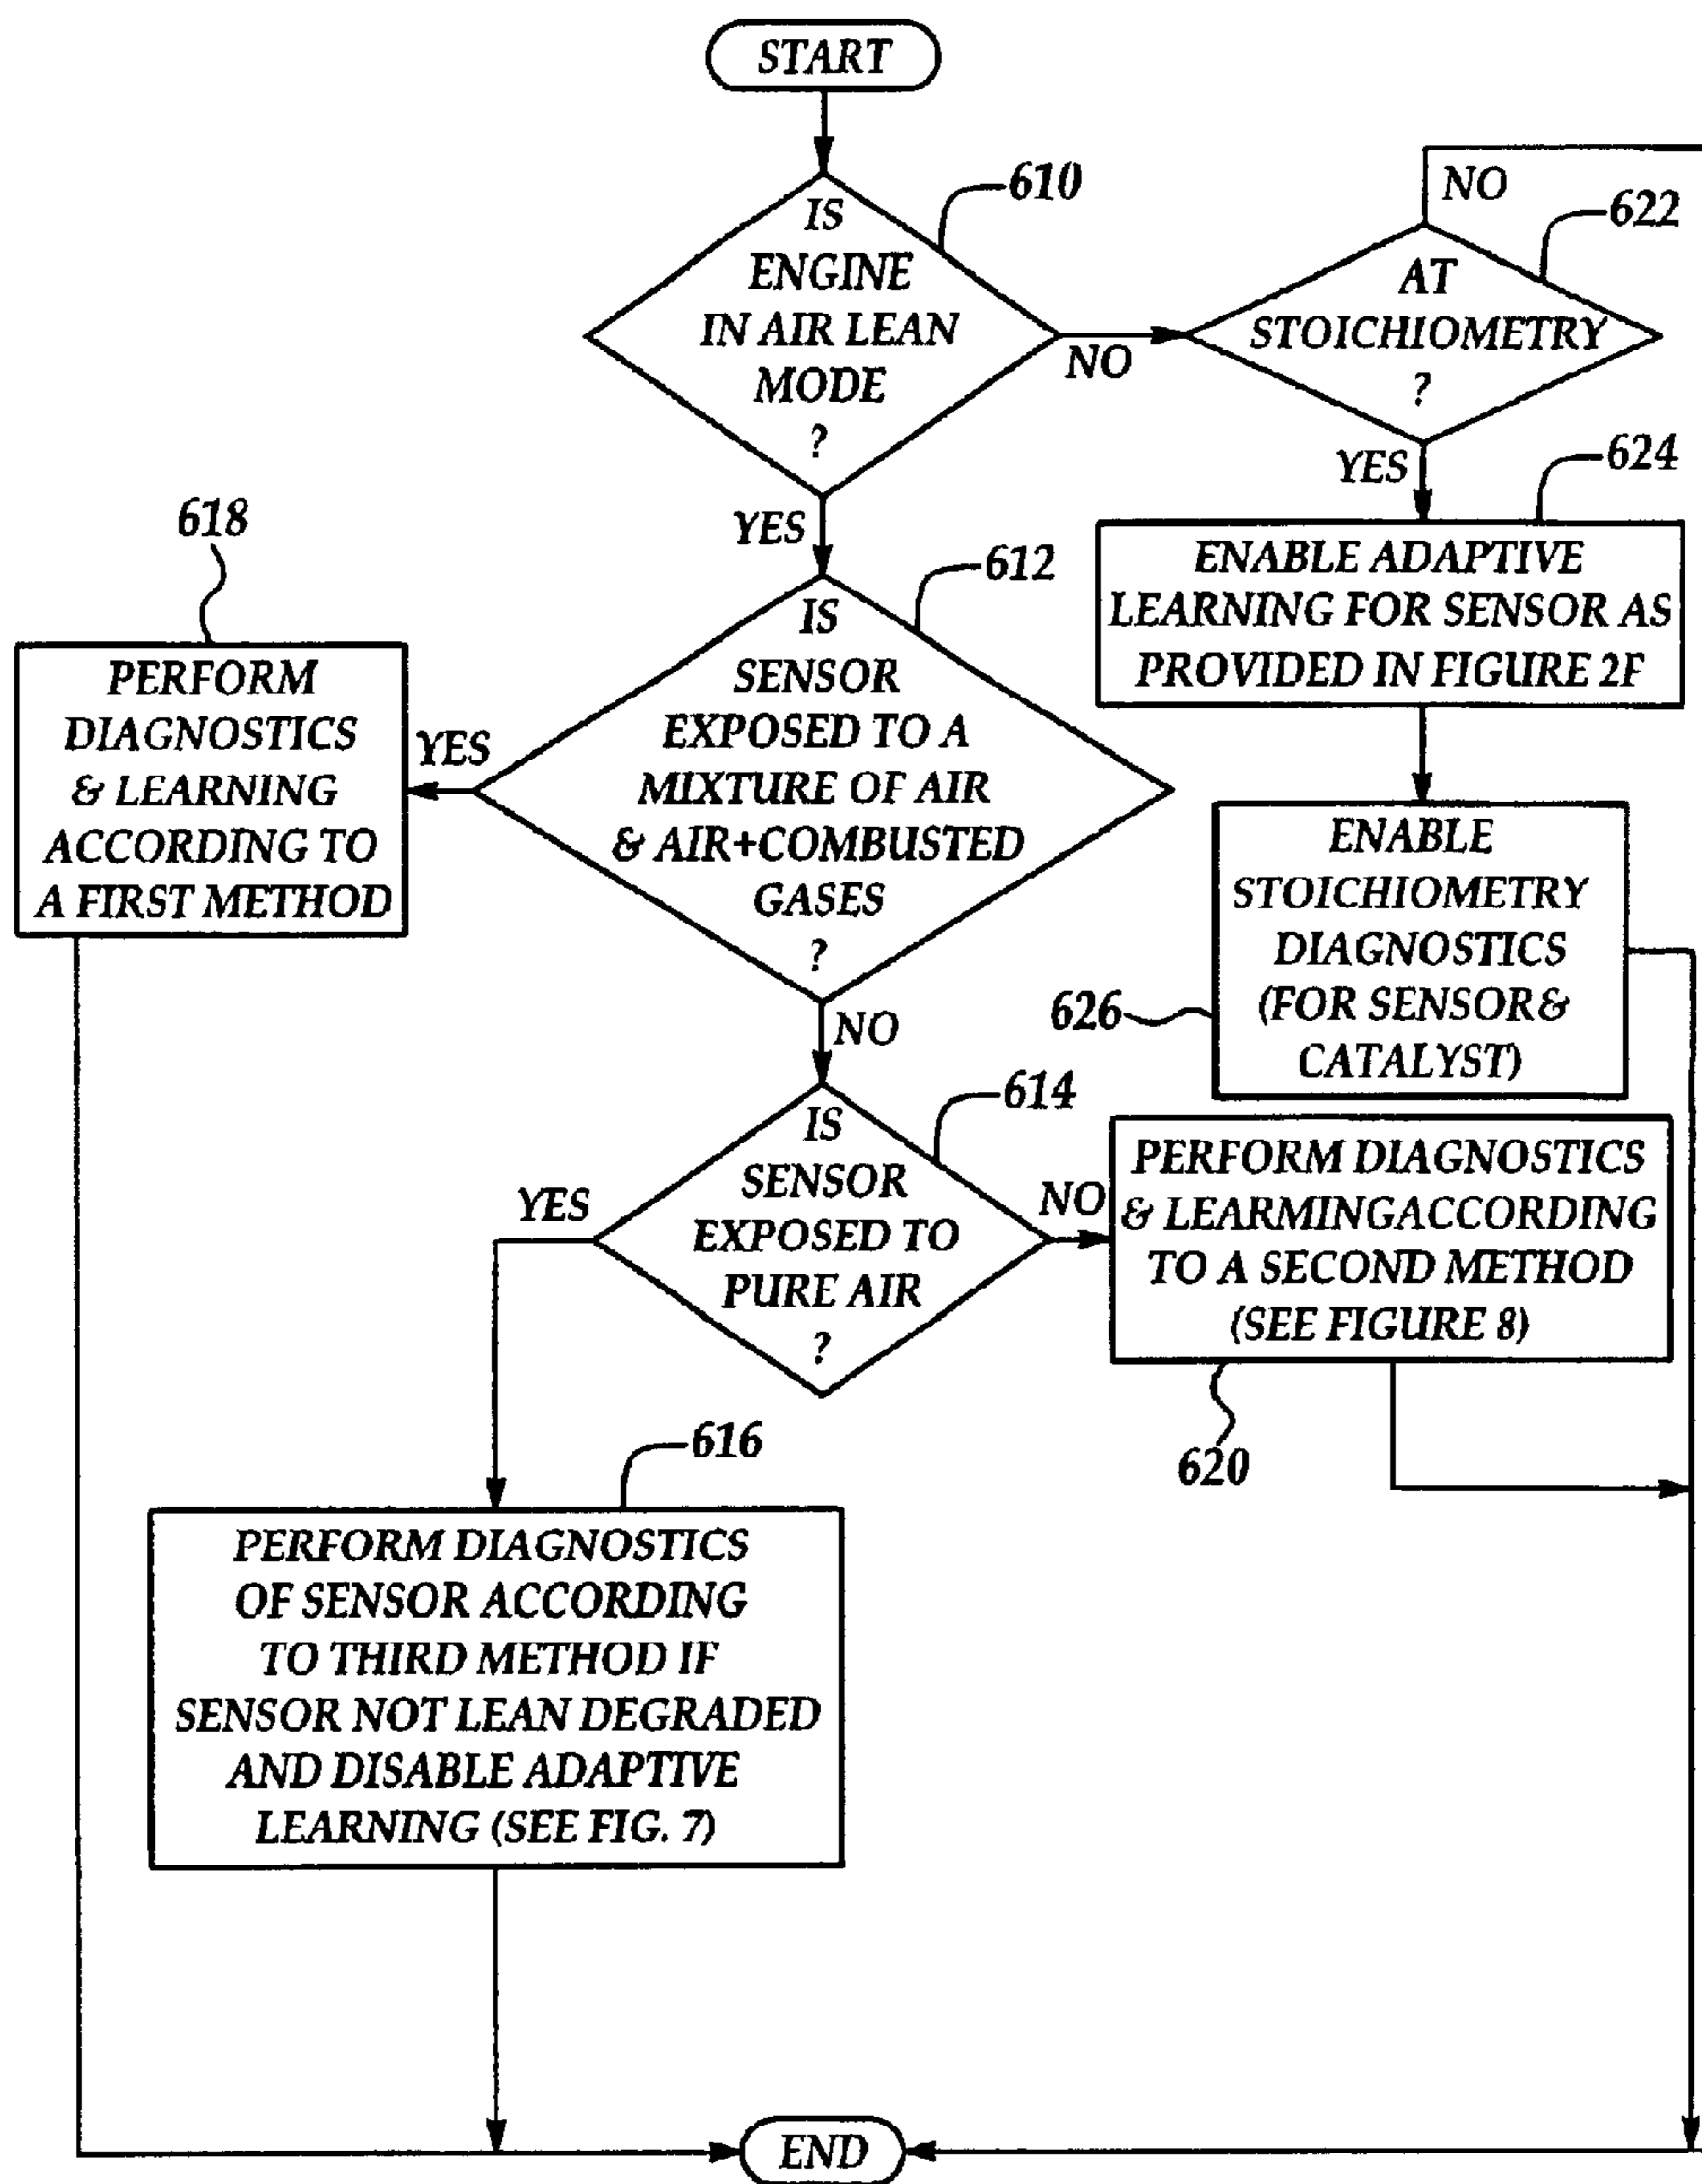 START
IS
ENGINE
IN AIR LEAN
MODE
?
610
NO
YES
AT
STOICHIOMETRY
?
622
NO
YES
624
ENABLE ADAPTIVE
LEARNING FOR SENSOR AS
PROVIDED IN FIGURE 2F
618
PERFORM
DIAGNOSTICS
& LEARNING
ACCORDING TO
A FIRST METHOD
YES
612
IS
SENSOR
EXPOSED TO A
MIXTURE OF AIR
& AIR+COMBUSTED
GASES
?
NO
ENABLE
STOICHIOMETRY
DIAGNOSTICS
(FOR SENSOR&
CATALYST)
626
614
IS
SENSOR
EXPOSED TO
PURE AIR
?
YES
NO
PERFORM DIAGNOSTICS
& LEARMINGACCORDING
TO A SECOND METHOD
(SEE FIGURE 8)
620
616
PERFORM DIAGNOSTICS
OF SENSOR ACCORDING
TO THIRD METHOD IF
SENSOR NOT LEAN DEGRADED
AND DISABLE ADAPTIVE
LEARNING (SEE FIG. 7)
END